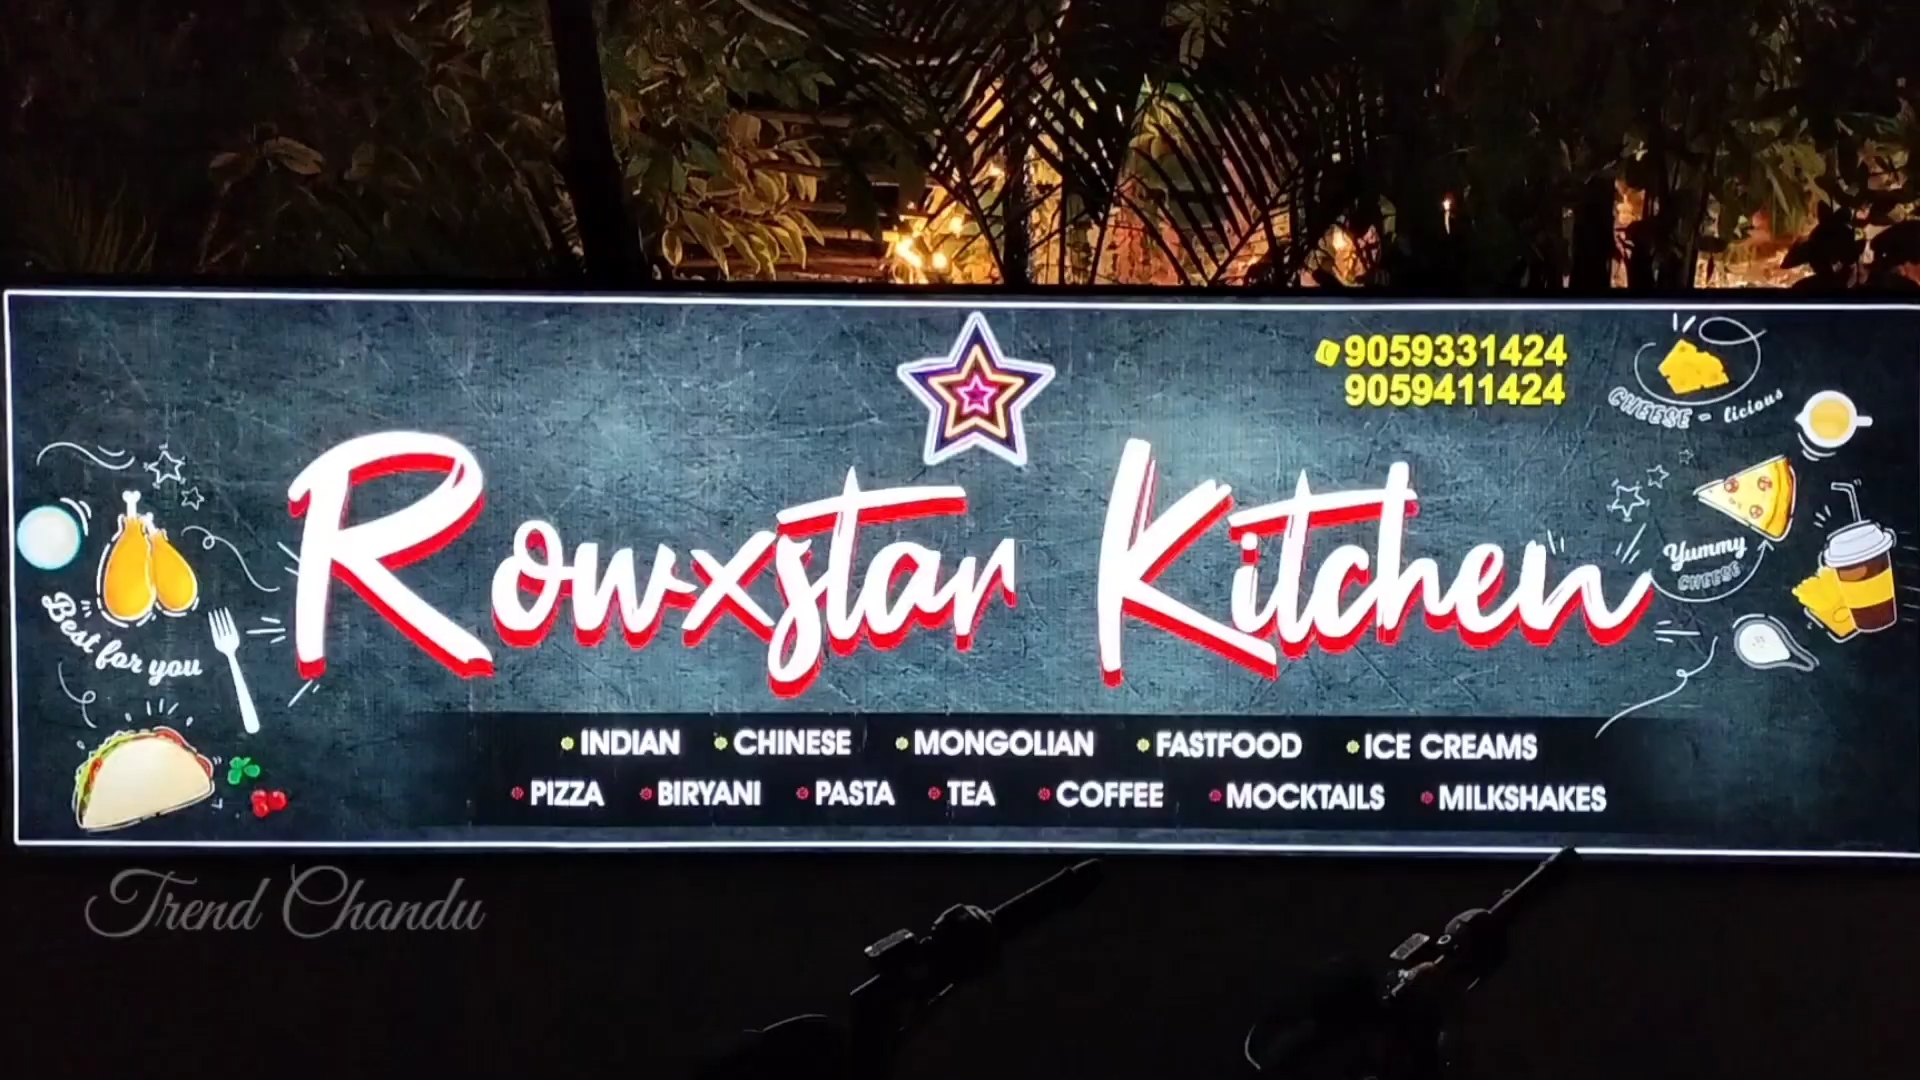 9059331424
9059411424
CHEESE - licious
Rowxstar Kitchen
Yummy
CHEESE
Best for you
INDIAN CHINESE MONGOLIAN FASTFOOD ICE CREAMS
PIZZA BIRYANI PASTA TEA COFFEE MOCKTAILS MILKSHAKES
Trend Chandu